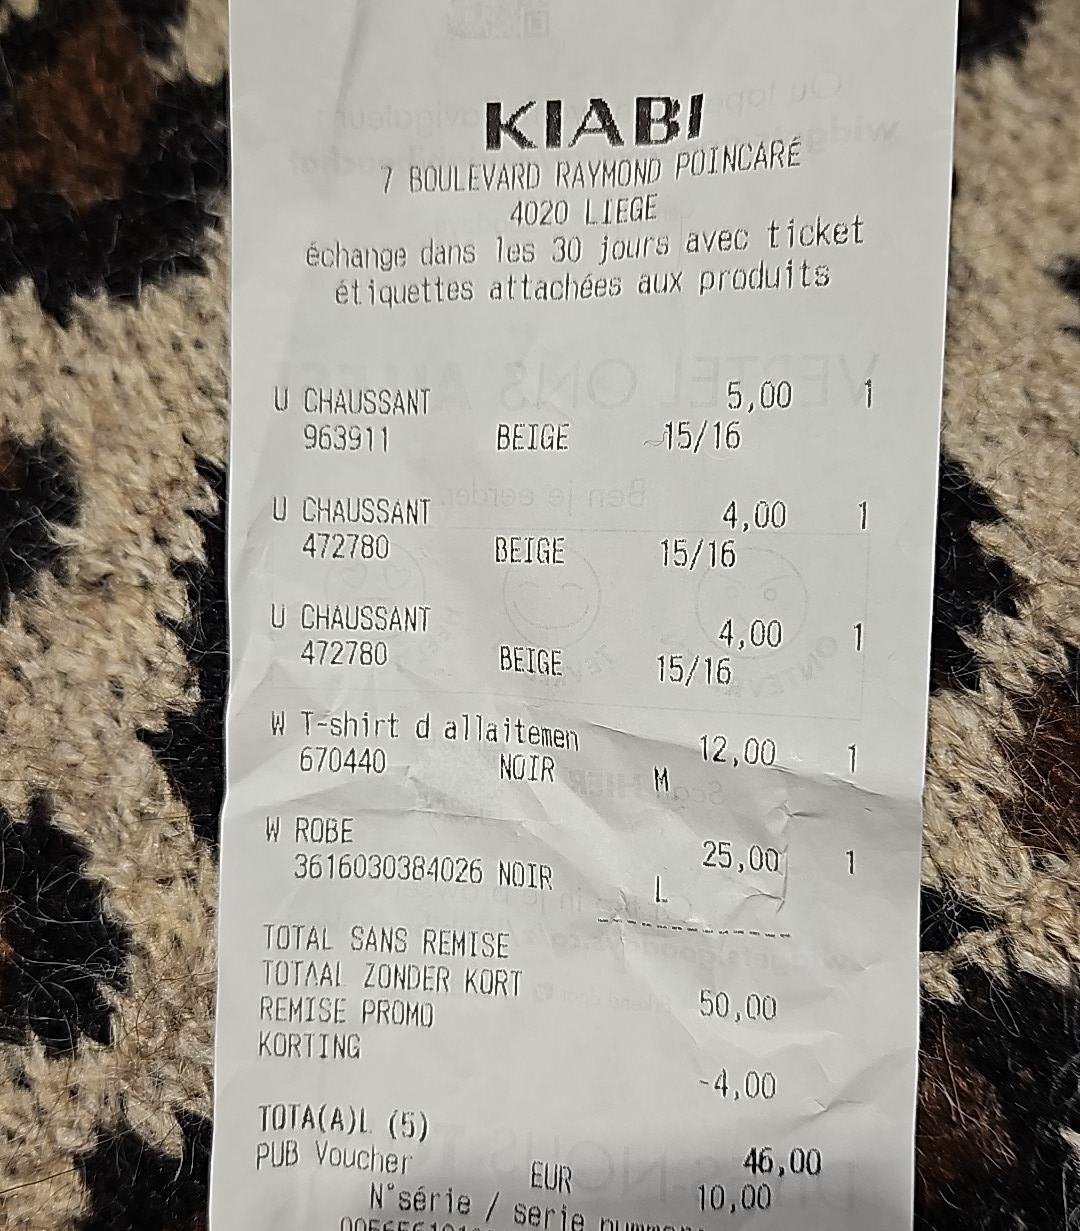 KIABI
7 BOULEVARD RAYMOND POINCARÉ
4020 LIEGE
échange dans les 30 jours avec ticket
étiquettes attachées aux produits
U CHAUSSANT 5,00 1
963911 BEIGE 15/16
U CHAUSSANT 4,00 1
472780 BEIGE 15/16
U CHAUSSANT 4,00 1
472780 BEIGE 15/16
W T-shirt d allaitemen 12,00 1
670440 NOIR M
W ROBE 25,00 1
3616030384026 NOIR L
TOTAL SANS REMISE
TOTAAL ZONDER KORT 50,00
REMISE PROMO
KORTING -4,00
TOTA(A)L (5) 46,00
PUB Voucher EUR 10,00
N°série / serie